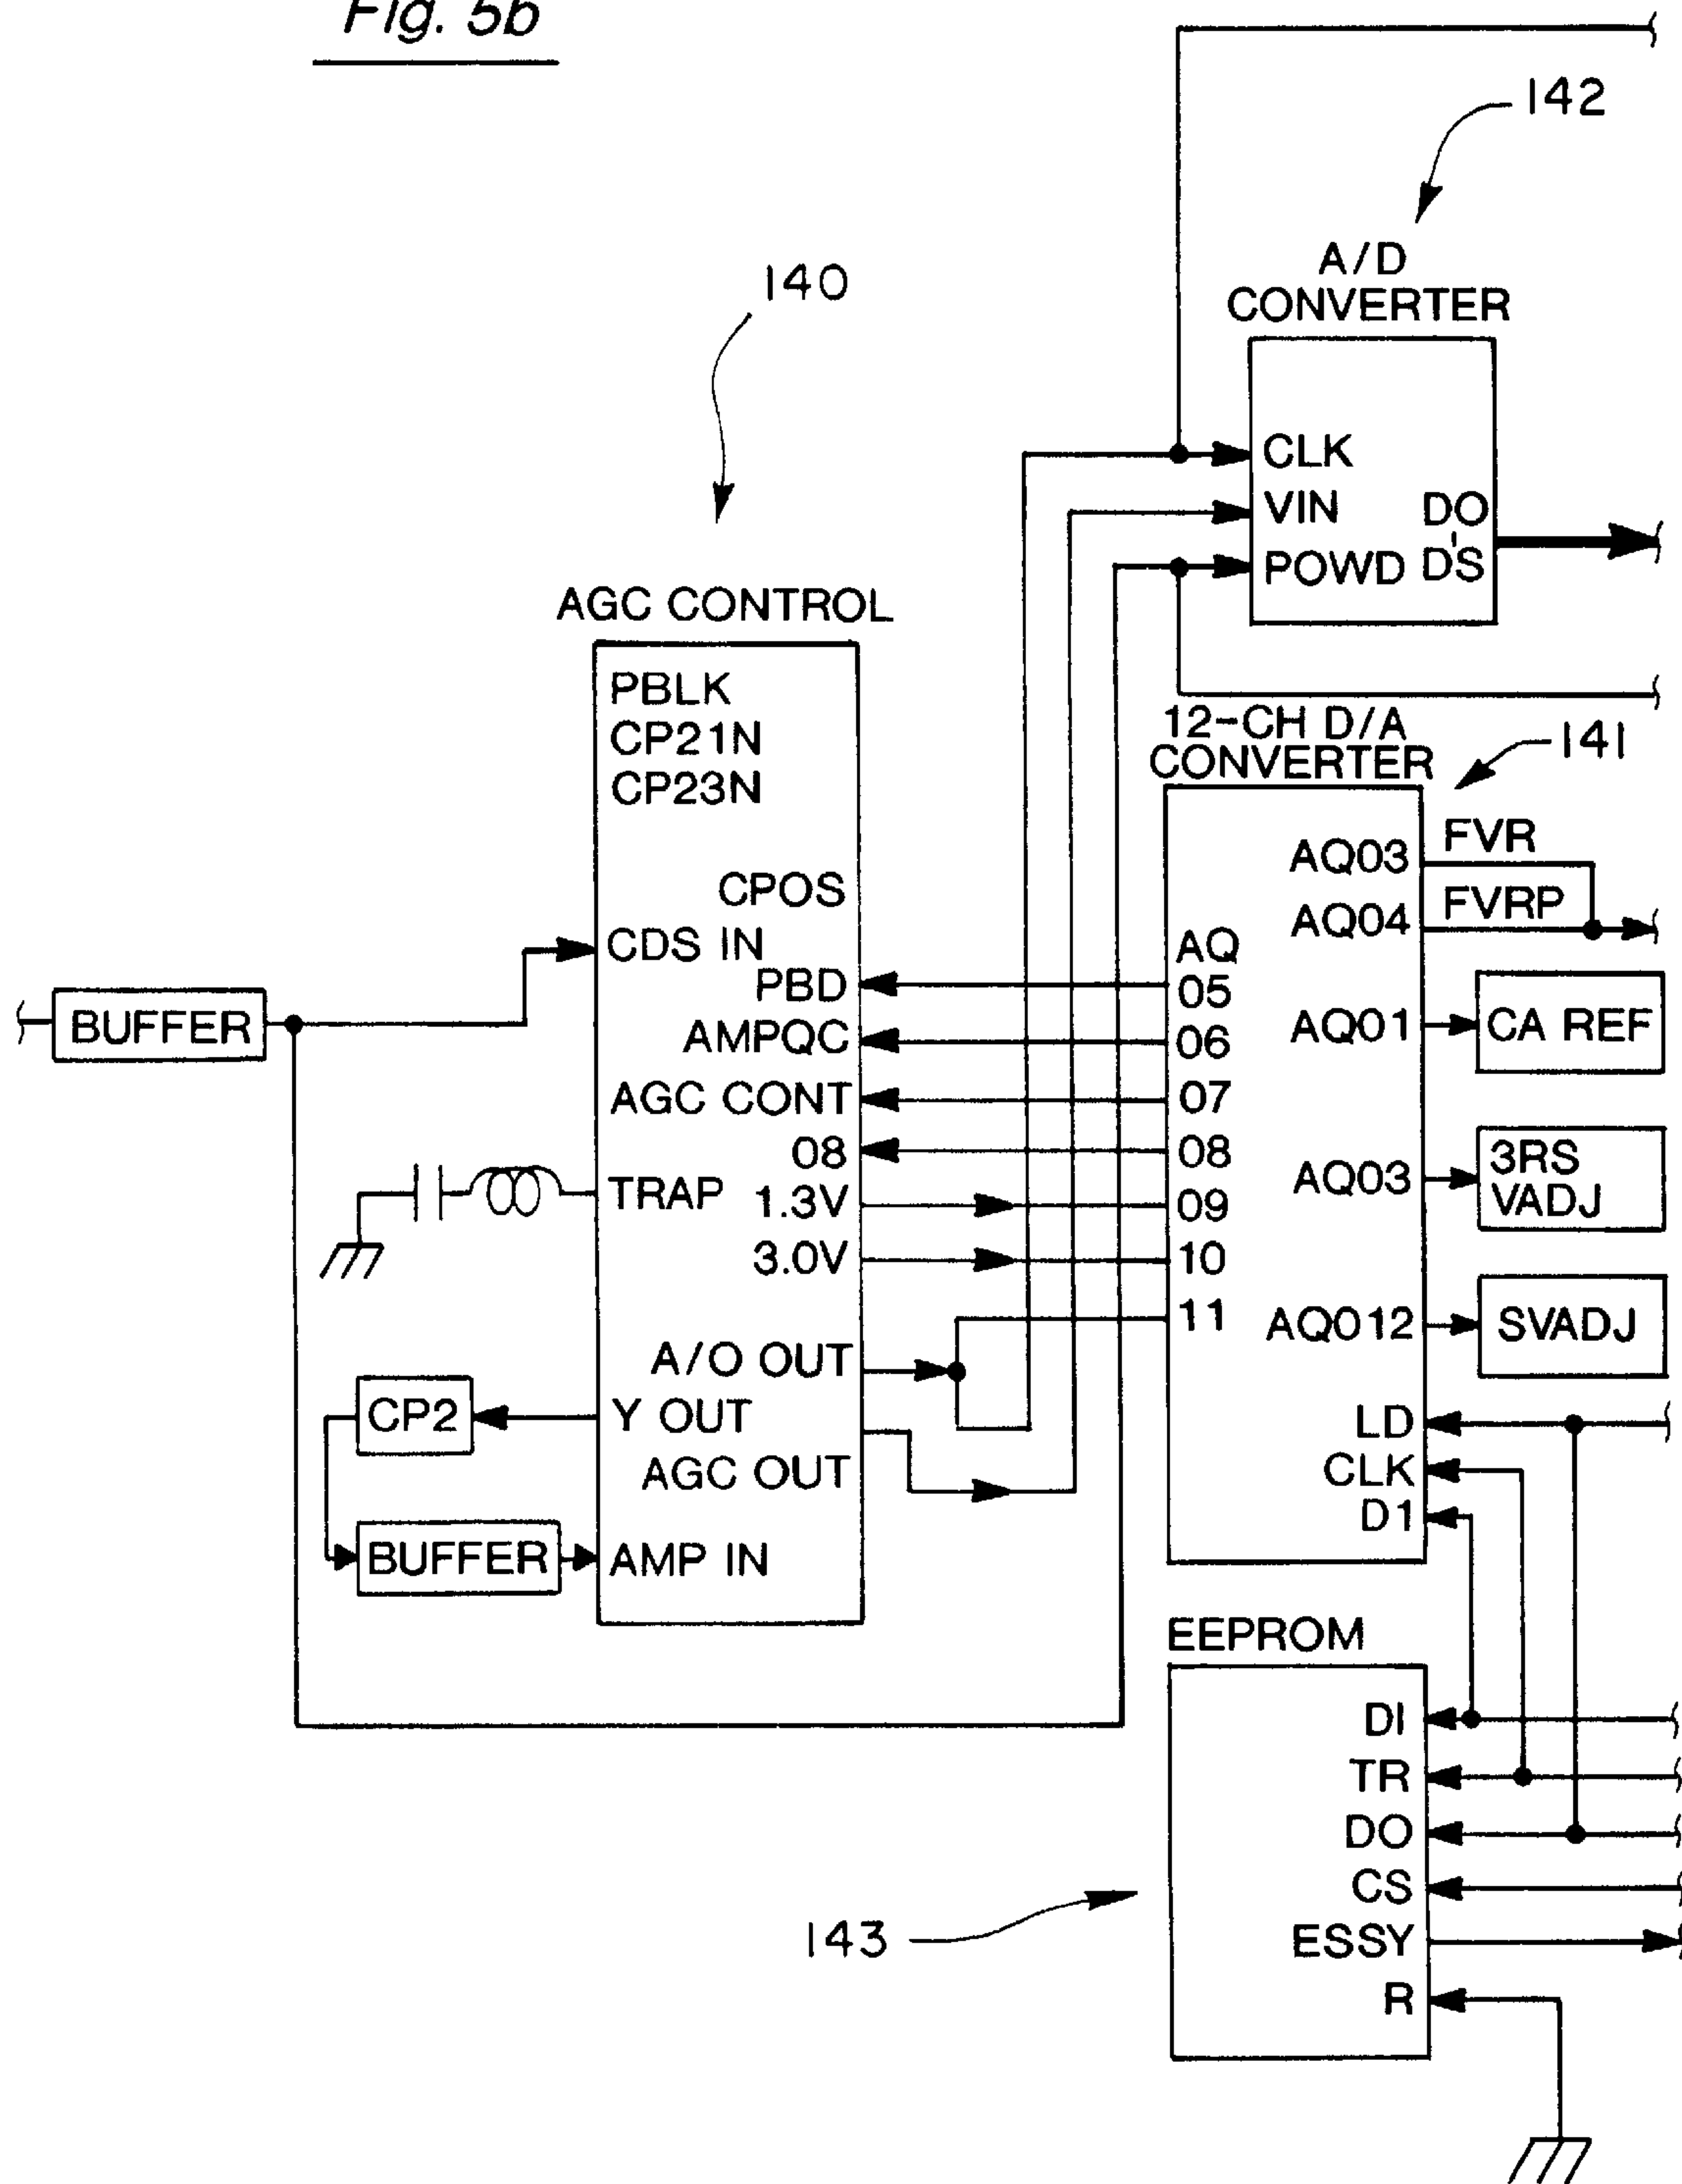 Fig. 5b
142
A/D
CONVERTER
CLK
VIN
POWD
DO
D'S
140
AGC CONTROL
PBLK
CP21N
CP23N
CPOS
CDS IN
PBD
AMPQC
AGC CONT
08
TRAP
1.3V
3.0V
A/O OUT
Y OUT
AGC OUT
AMP IN
BUFFER
CP2
BUFFER
12-CH D/A
CONVERTER
141
AQ03
FVR
AQ04
FVRP
AQ
05
06
07
08
09
10
11
AQ01
CA REF
AQ03
3RS
VADJ
AQ012
SVADJ
LD
CLK
D1
EEPROM
DI
TR
DO
CS
ESSY
R
143